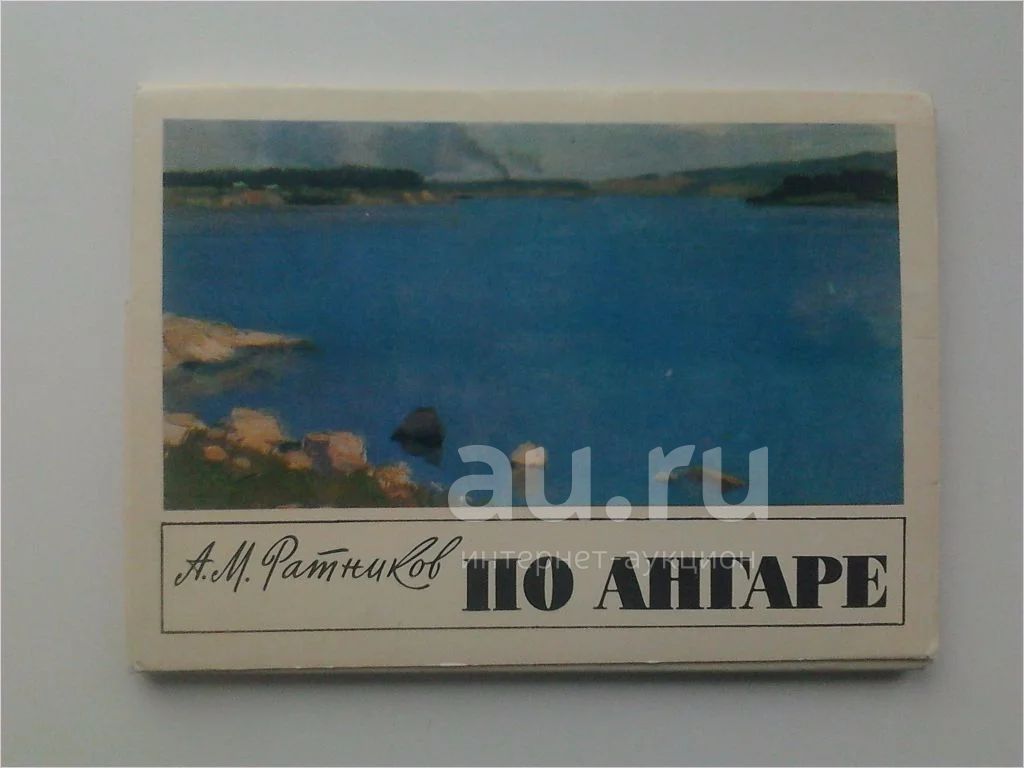 au.ru
интернет-аукцион
А.М. Ратников
ПО АНГАРЕ